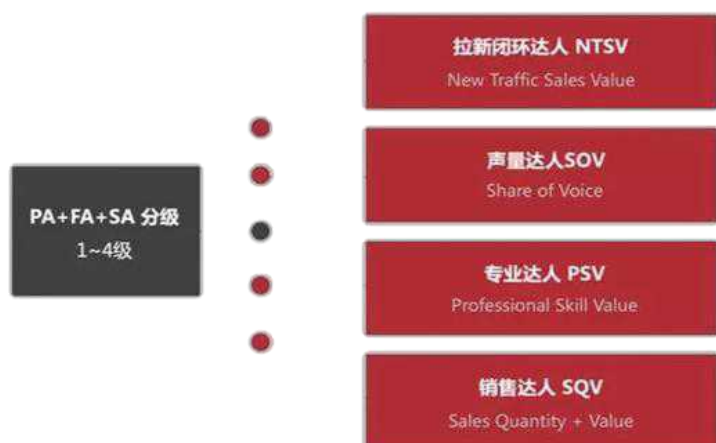 拉新闭环达人 NTSV
New Traffic Sales Value
声量达人SOV
Share of Voice
PA+FA+SA 分级
1~4级
专业达人 PSV
Professional Skill Value
销售达人 SQV
Sales Quantity + Value